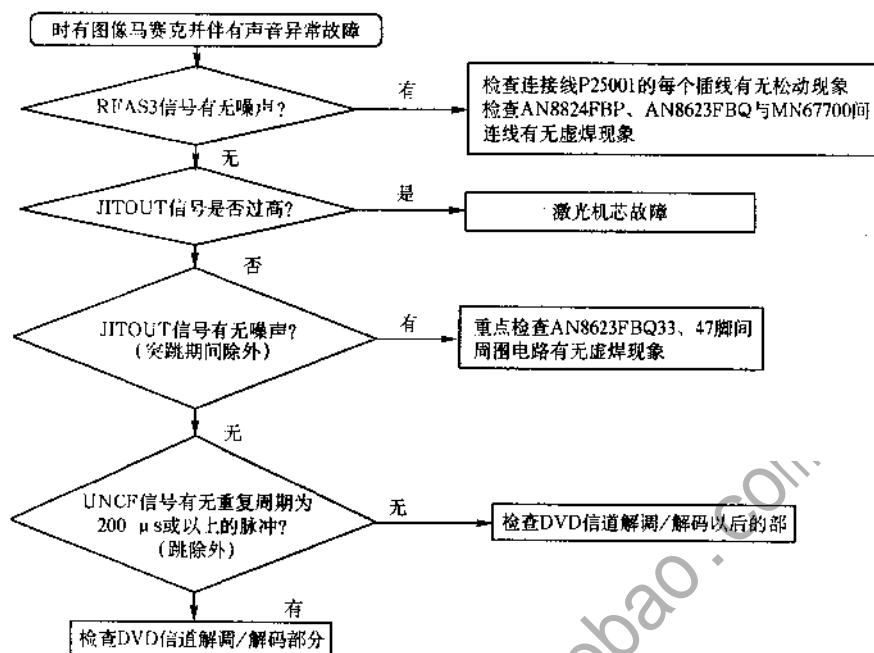 时有图像马赛克并伴有声音异常故障
RFAS3信号有无噪声?
有
检查连接线P25001的每个插线有无松动现象
检查AN8824FBP、AN8623FBQ与MN67700间
连线有无虚焊现象
无
JITOUT信号是否过高?
是
激光机芯故障
否
JITOUT信号有无噪声?
(突跳期间除外)
有
重点检查AN8623FBQ33、47脚间
周围电路有无虚焊现象
无
UNCF信号有无重复周期为
200 μs或以上的脉冲?
(跳除外)
无
检查DVD信道解调/解码以后的部
有
检查DVD信道解调/解码部分
obao.com